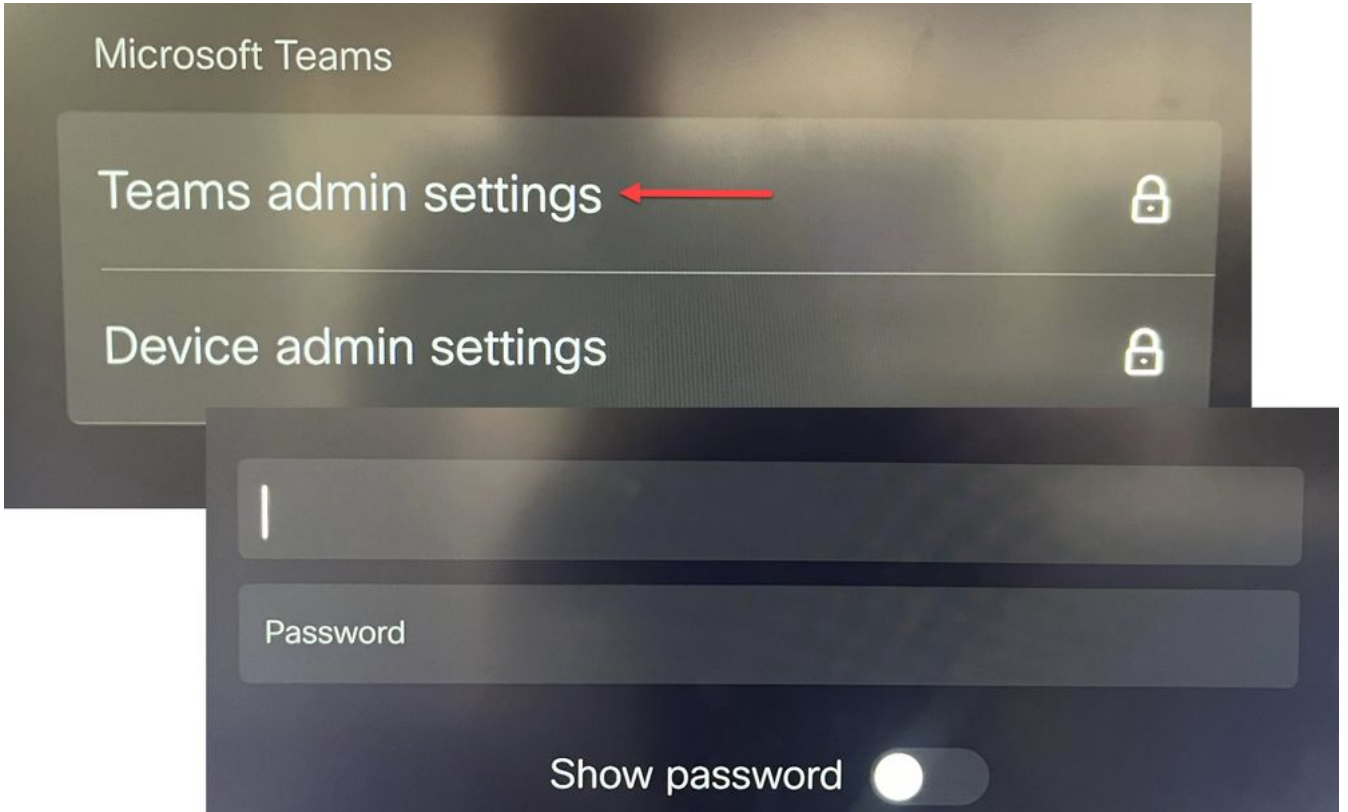 Microsoft Teams
Teams admin settings
Device admin settings
Password
Show password